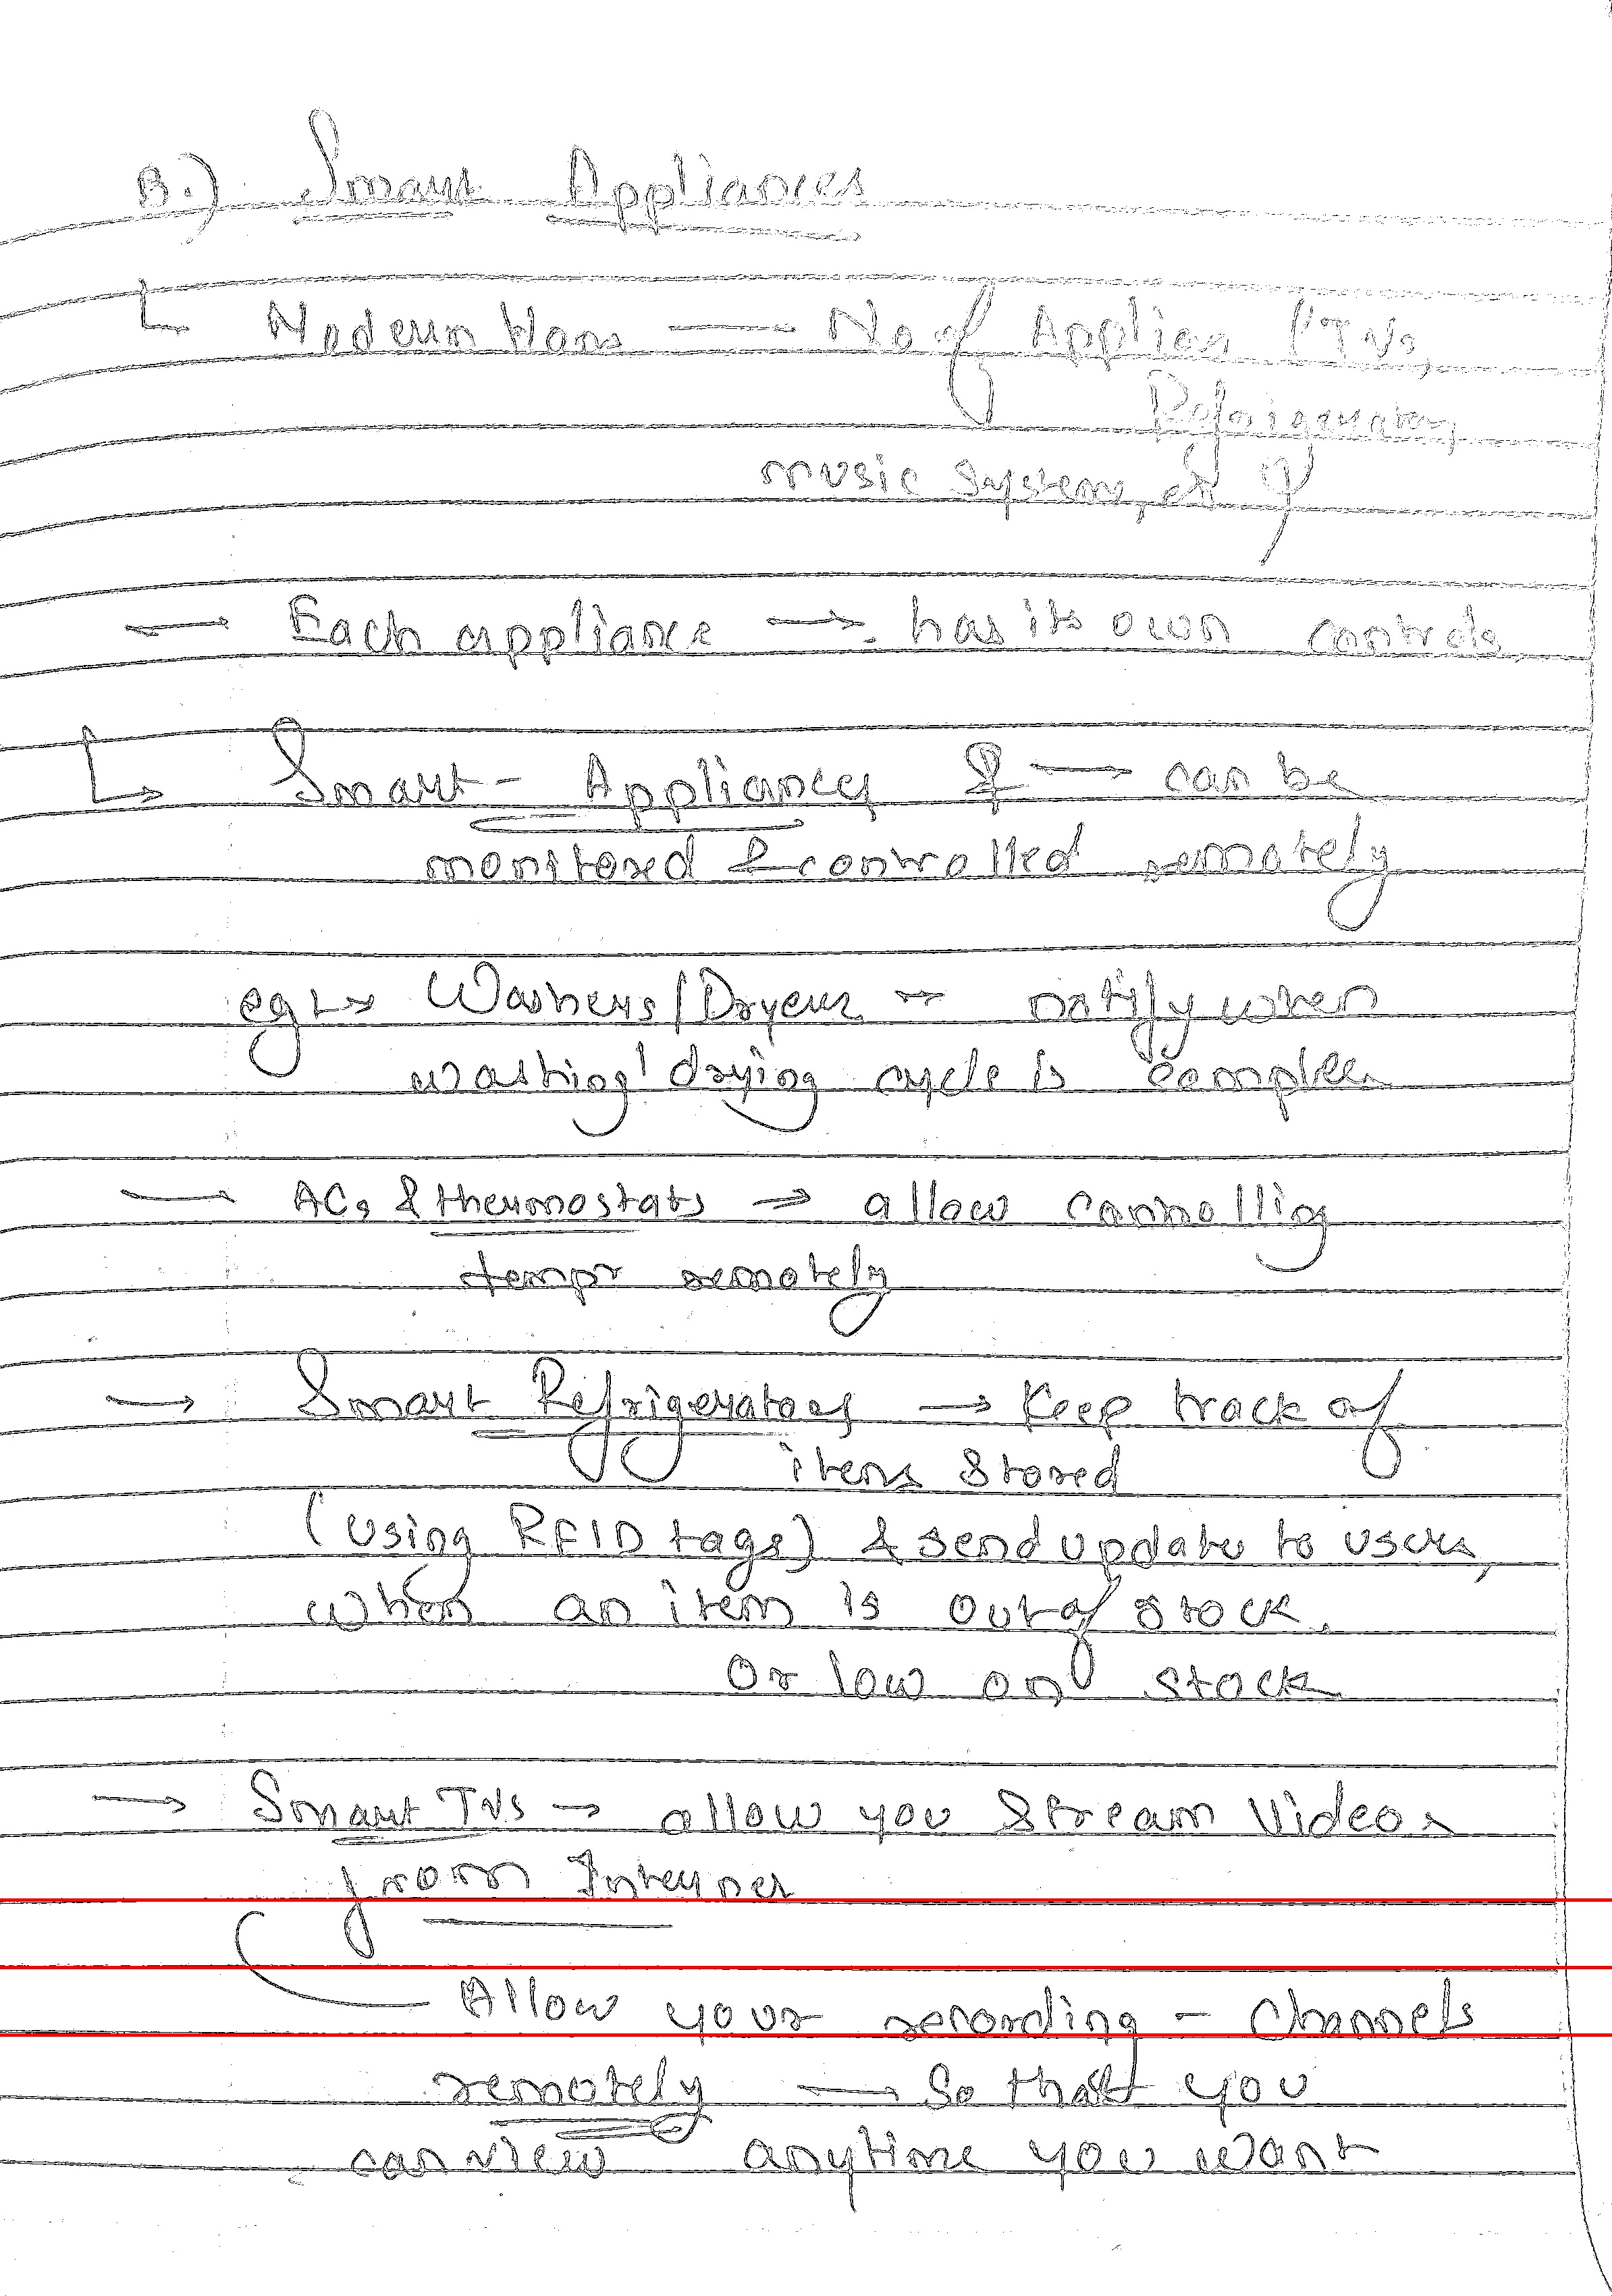 B.) Smart Appliances
↳ Modern Homs → No of Applien (TVs,
Refrigerator,
music system, etc)
→ Each appliance → has its own controls
↳ Smart - Appliances → can be
monitored & controlled remotely
eg ↳ Washers/Dryers → notify when
washing/drying cycle is complete
→ ACs & thermostats → allow controlling
tempr remotely
→ Smart Refrigerators → Keep track of
items stored
(using RFID tags) & send update to users,
when an item is out of stock.
Or low on stock
→ Smart TVs → allow you stream Videos
from Internet
Allow your recording - Channels
remotely → So that you
can view anytime you want